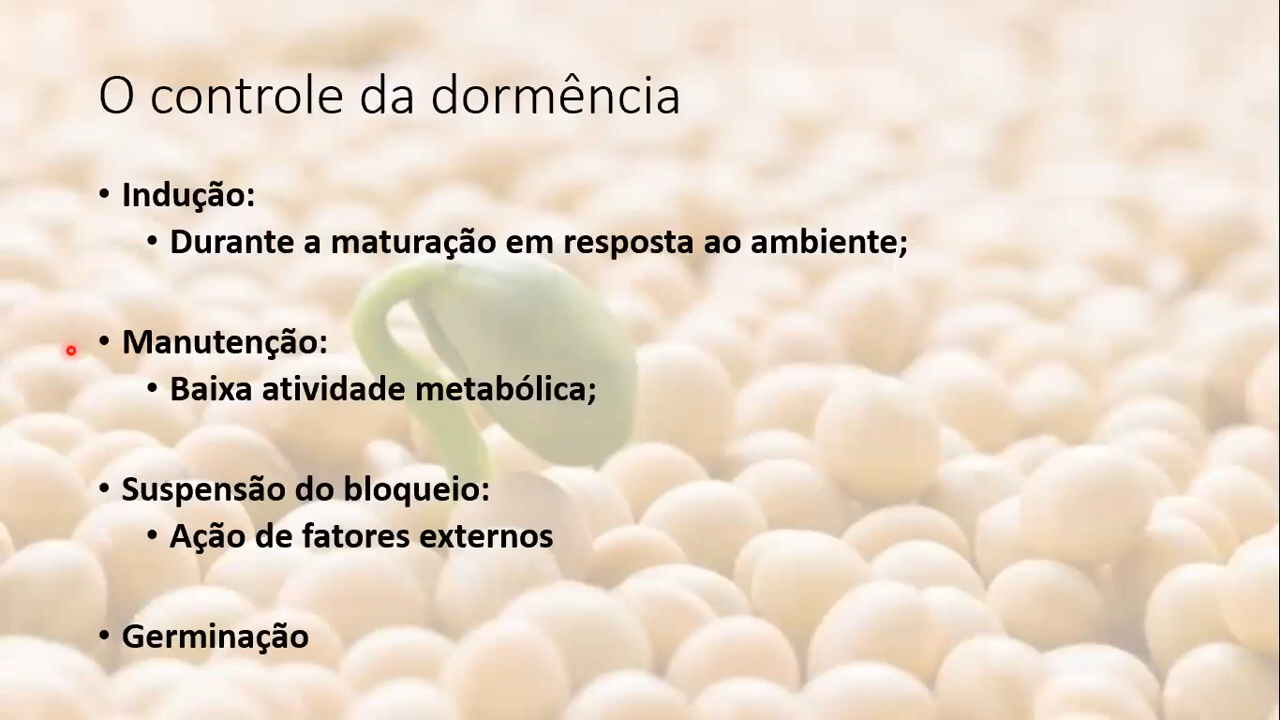 O controle da dormência
• Indução:
• Durante a maturação em resposta ao ambiente;
• Manutenção:
• Baixa atividade metabólica;
• Suspensão do bloqueio:
• Ação de fatores externos
• Germinação